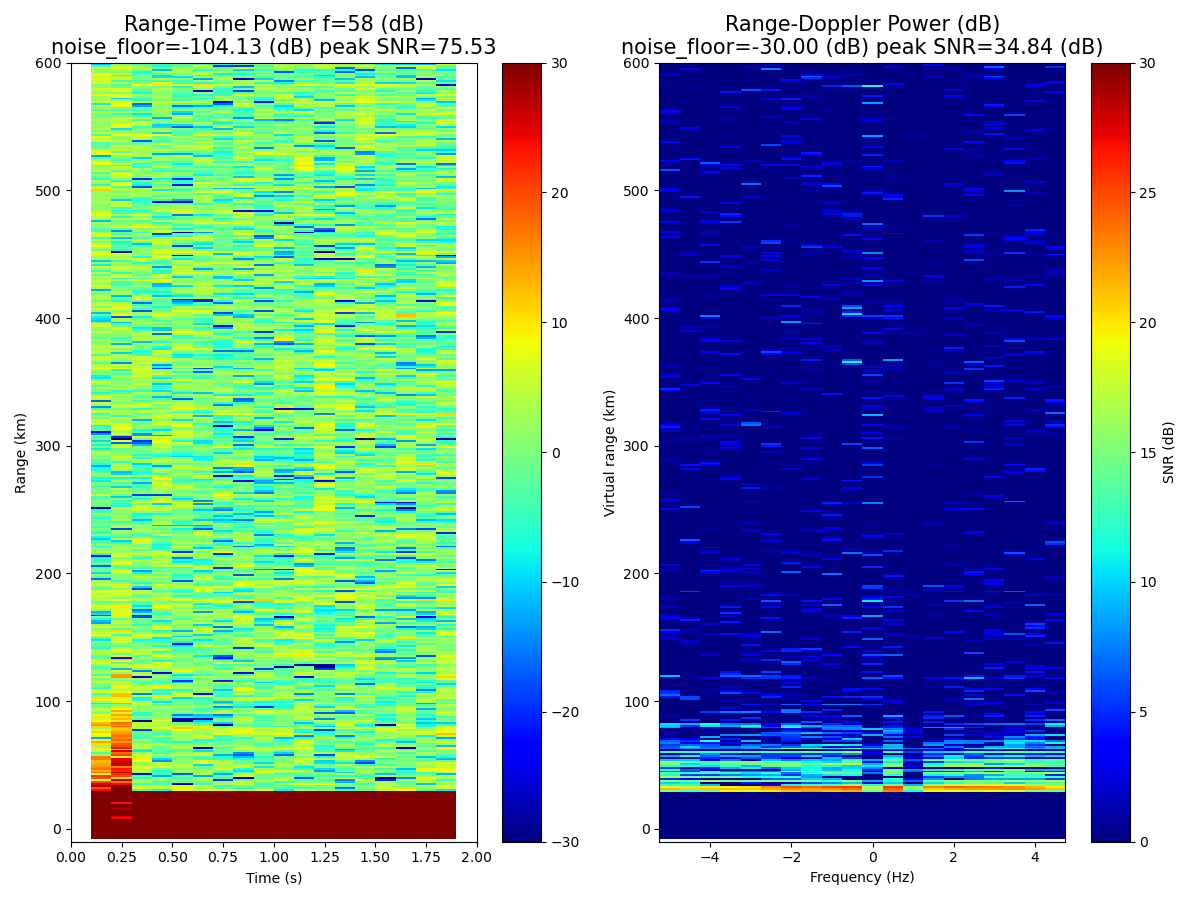 Range-Time Power f=58 (dB)
noise_floor=-104.13 (dB) peak SNR=75.53
600
500
400
300
200
100
0
Range (km)
0.00 0.25 0.50 0.75 1.00 1.25 1.50 1.75 2.00
Time (s)
30
20
10
0
−10
−20
−30
Range-Doppler Power (dB)
noise_floor=-30.00 (dB) peak SNR=34.84 (dB)
600
500
400
300
200
100
0
Virtual range (km)
−4 −2 0 2 4
Frequency (Hz)
30
25
20
15
10
5
0
SNR (dB)